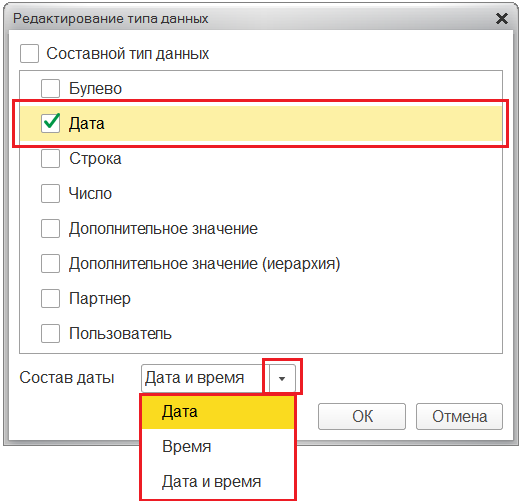 Редактирование типа данных
Составной тип данных
Булево
Дата
Строка
Число
Дополнительное значение
Дополнительное значение (иерархия)
Партнер
Пользователь
Состав даты Дата и время
Дата
ОК Отмена
Время
Дата и время